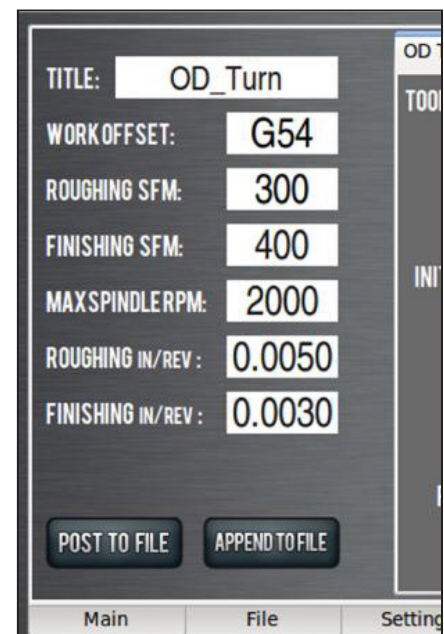 TITLE: OD_Turn
WORK OFFSET: G54
ROUGHING SFM: 300
FINISHING SFM: 400
MAX SPINDLE RPM: 2000
ROUGHING IN/REV : 0.0050
FINISHING IN/REV : 0.0030
POST TO FILE APPEND TO FILE
OD
Main File